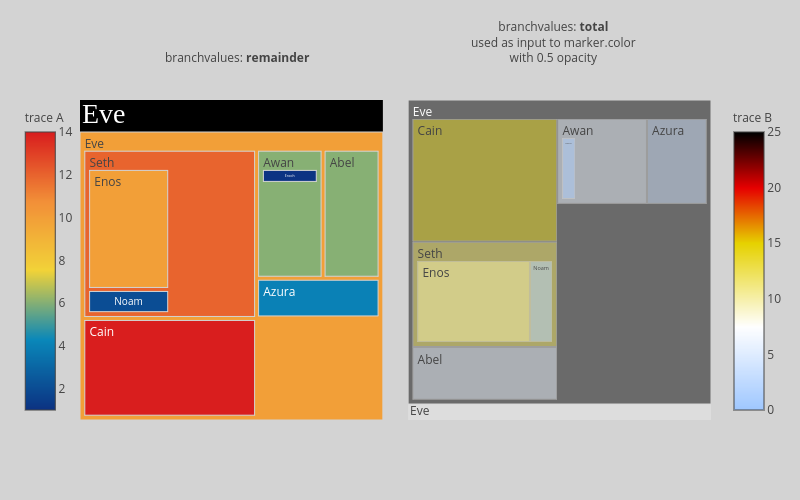 branchvalues: remainder
branchvalues: total
used as input to marker.color
with 0.5 opacity
trace A
14
12
10
8
6
4
2
Eve
Eve
Seth
Enos
Noam
Cain
Awan
Abel
Azura
Eve
Cain
Awan
Azura
Seth
Enos
Noam
Abel
Eve
trace B
25
20
15
10
5
0